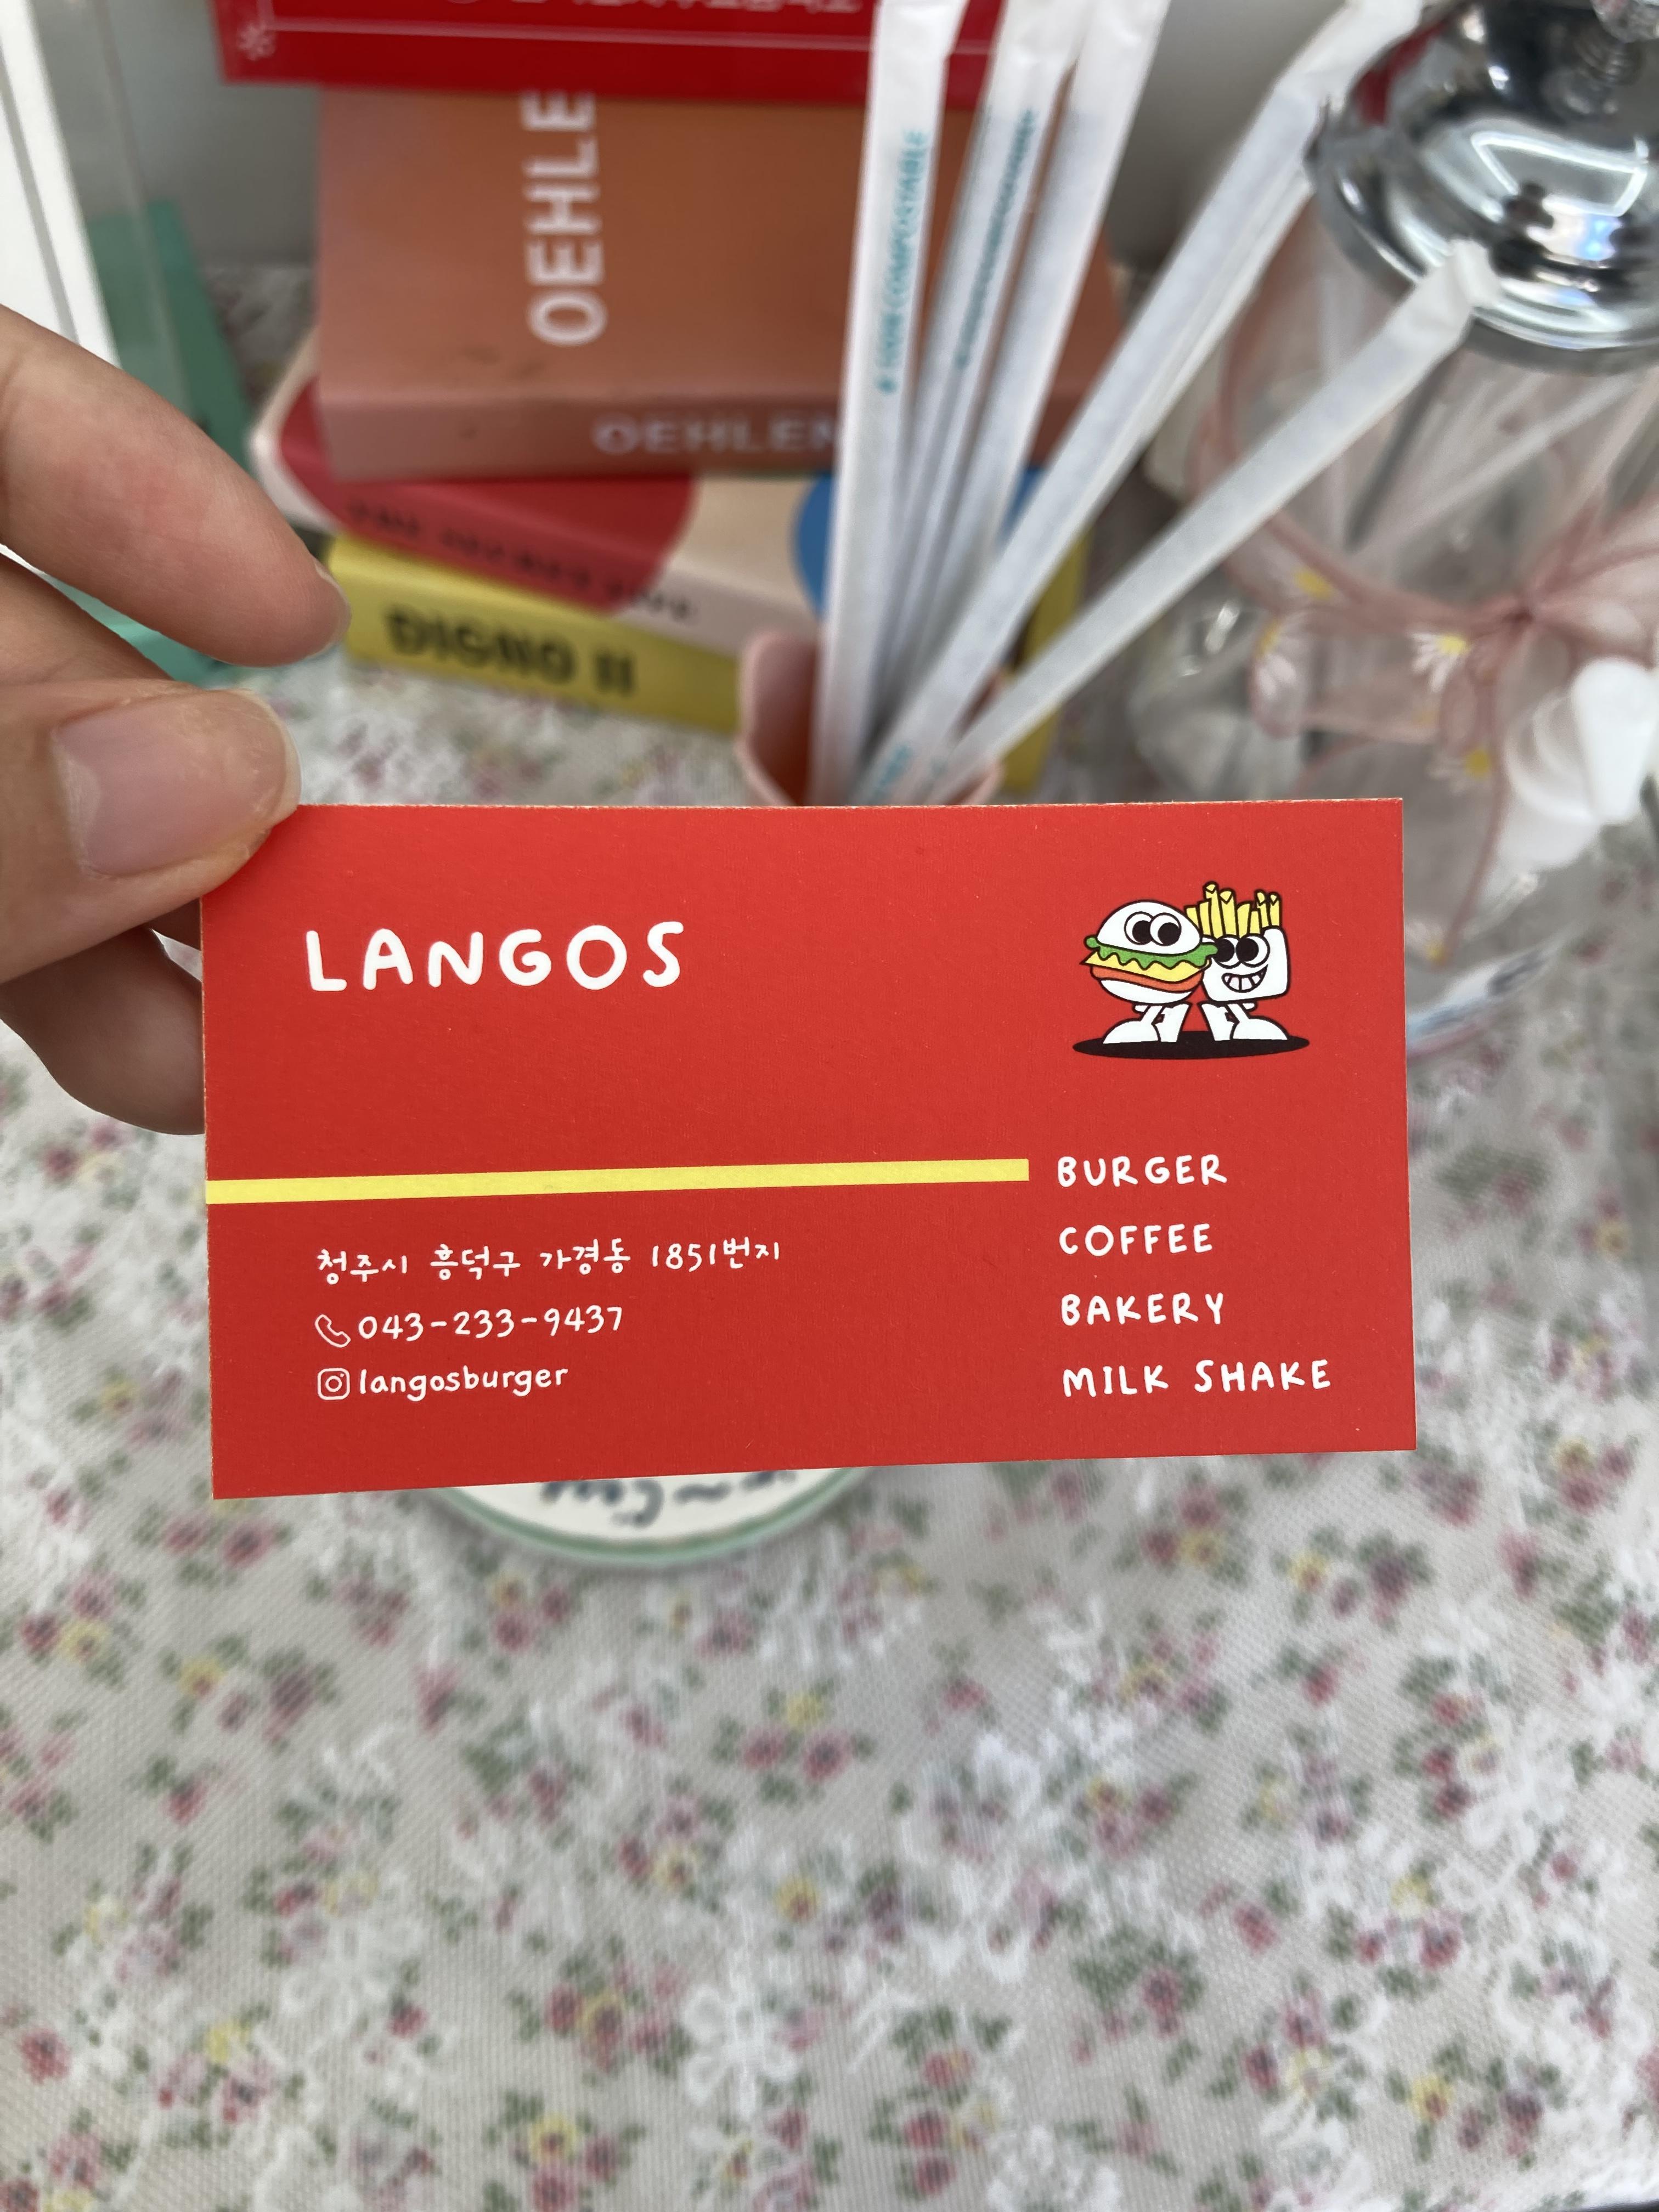 OEHLE
OEHLEN
DIGNO II
LANGOS
BURGER
COFFEE
BAKERY
MILK SHAKE
청주시 흥덕구 가경동 1851번지
043-233-9437
langosburger